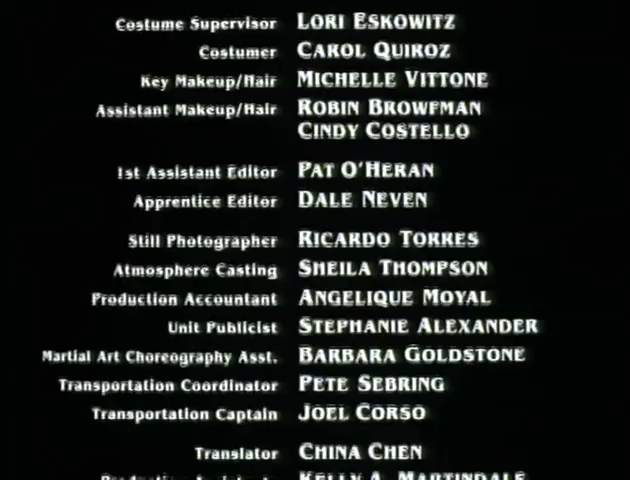 Costume Supervisor LORI ESKOWITZ
Costumer CAROL QUIROZ
Key Makeup/Hair MICHELLE VITTONE
Assistant Makeup/Hair ROBIN BROWFMAN
CINDY COSTELLO
1st Assistant Editor PAT O'HERAN
Apprentice Editor DALE NEVEN
Still Photographer RICARDO TORRES
Atmosphere Casting SHEILA THOMPSON
Production Accountant ANGELIQUE MOYAL
Unit Publicist STEPHANIE ALEXANDER
Martial Art Choreography Asst. BARBARA GOLDSTONE
Transportation Coordinator PETE SEBRING
Transportation Captain JOEL CORSO
Translator CHINA CHEN
KELLY A. MARTINDALE